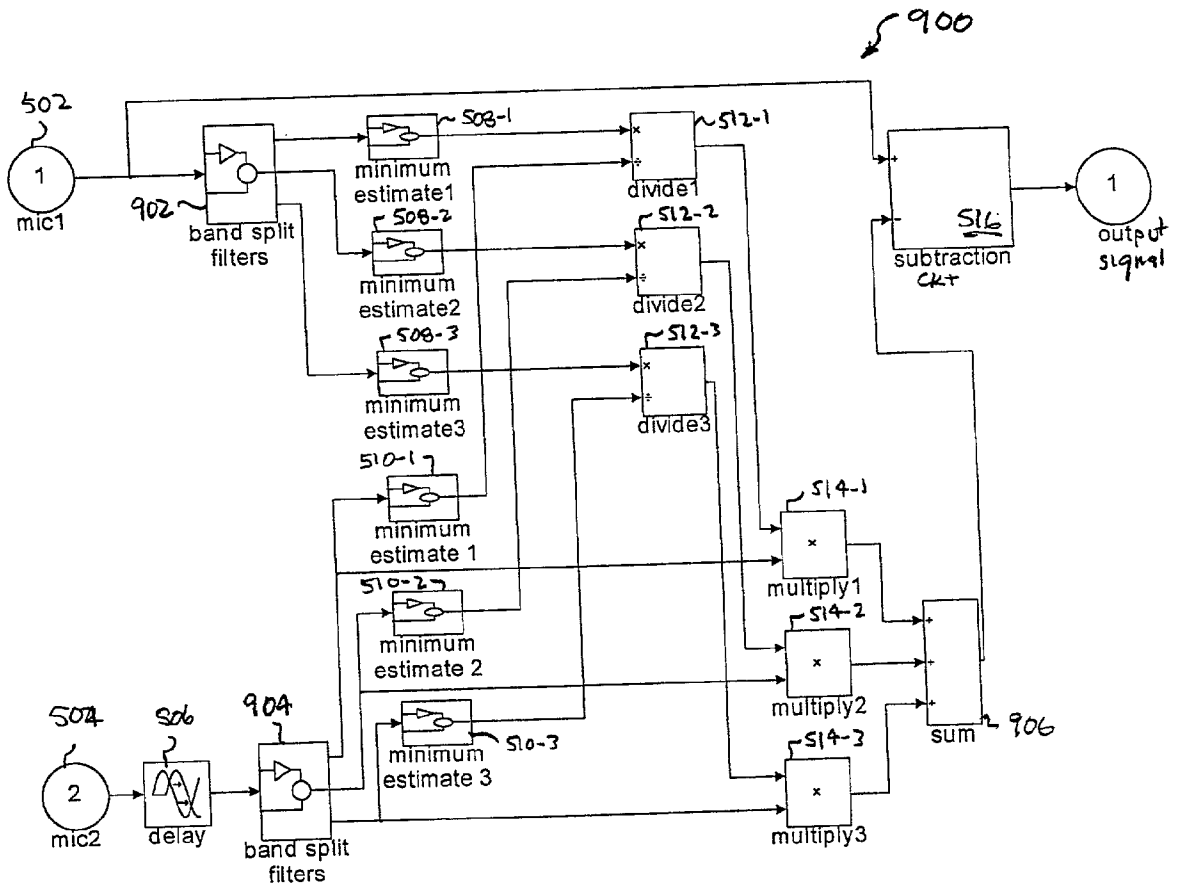 900
502
1
mic1
902
band split
filters
508-1
minimum
estimate1
508-2
minimum
estimate2
508-3
minimum
estimate3
512-1
×
÷
divide1
512-2
×
÷
divide2
512-3
×
÷
divide3
+
-
516
subtraction
CKT
1
output
signal
510-1
minimum
estimate 1
510-2
minimum
estimate 2
510-3
minimum
estimate 3
514-1
×
multiply1
514-2
×
multiply2
514-3
×
multiply3
+
+
+
sum
906
504
2
mic2
506
delay
904
band split
filters